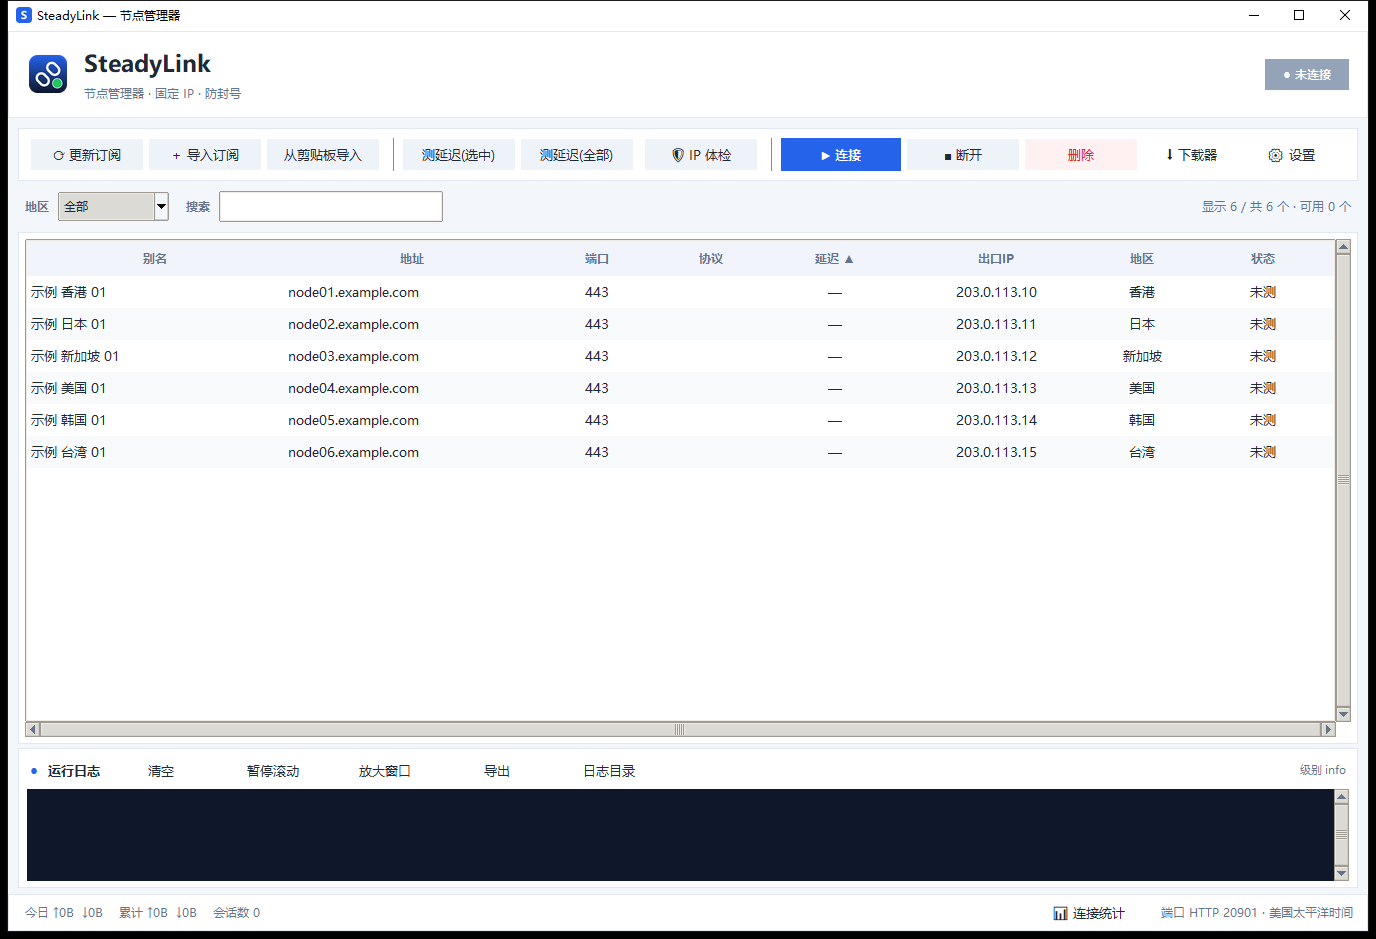 SteadyLink — 节点管理器
SteadyLink
节点管理器 · 固定 IP · 防封号
● 未连接
⟳ 更新订阅 + 导入订阅 从剪贴板导入 测延迟(选中) 测延迟(全部) IP 体检 ▶ 连接 ■ 断开 删除 ⬇ 下载器 设置
地区 全部 搜索 显示 6 / 共 6 个 · 可用 0 个
别名 地址 端口 协议 延迟 ▲ 出口IP 地区 状态
示例 香港 01 node01.example.com 443 — 203.0.113.10 香港 未测
示例 日本 01 node02.example.com 443 — 203.0.113.11 日本 未测
示例 新加坡 01 node03.example.com 443 — 203.0.113.12 新加坡 未测
示例 美国 01 node04.example.com 443 — 203.0.113.13 美国 未测
示例 韩国 01 node05.example.com 443 — 203.0.113.14 韩国 未测
示例 台湾 01 node06.example.com 443 — 203.0.113.15 台湾 未测
● 运行日志 清空 暂停滚动 放大窗口 导出 日志目录 级别 info
今日 ↑0B ↓0B 累计 ↑0B ↓0B 会话数 0 连接统计 端口 HTTP 20901 · 美国太平洋时间